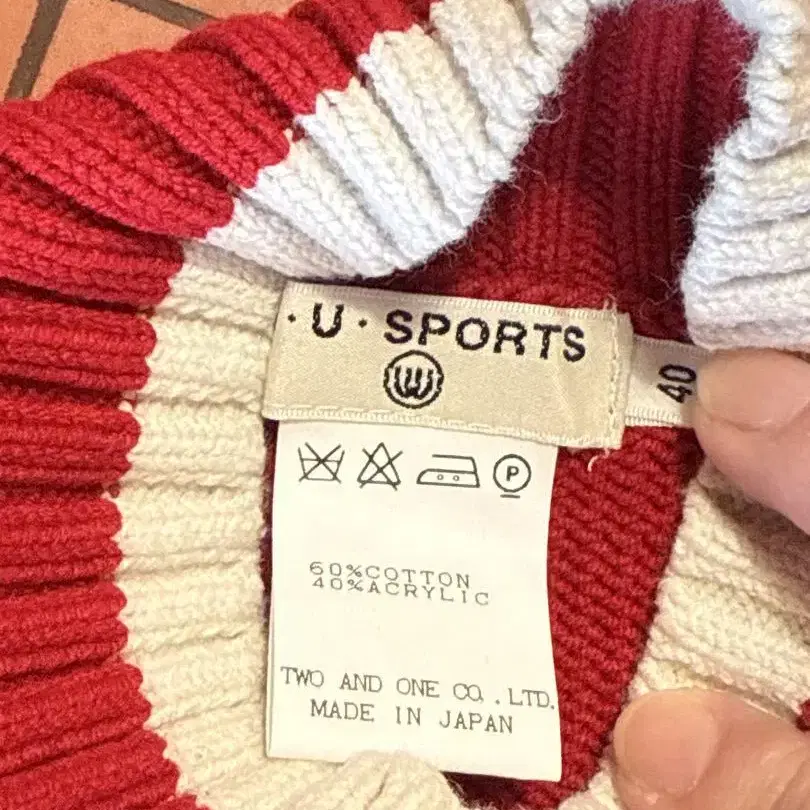 ·U·SPORTS
40
P
60%COTTON
40%ACRYLIC
TWO AND ONE CO.,LTD.
MADE IN JAPAN